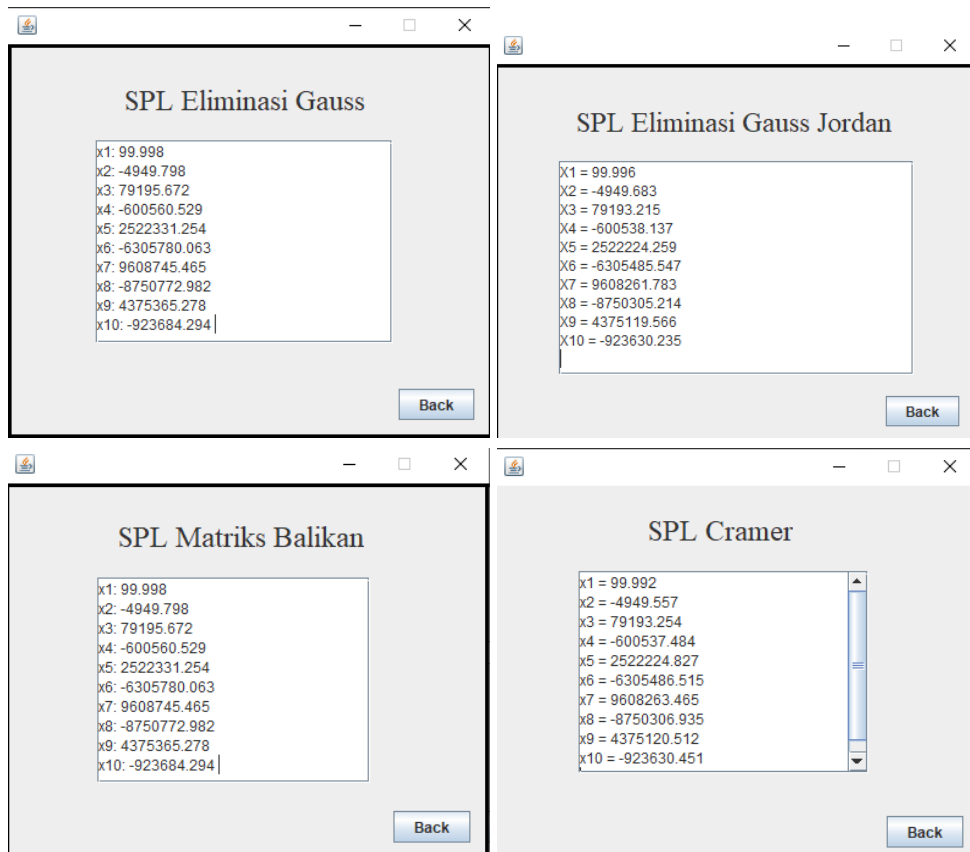 SPL Eliminasi Gauss
x1: 99.998
x2: -4949.798
x3: 79195.672
x4: -600560.529
x5: 2522331.254
x6: -6305780.063
x7: 9608745.465
x8: -8750772.982
x9: 4375365.278
x10: -923684.294
Back
SPL Eliminasi Gauss Jordan
X1 = 99.996
X2 = -4949.683
X3 = 79193.215
X4 = -600538.137
X5 = 2522224.259
X6 = -6305485.547
X7 = 9608261.783
X8 = -8750305.214
X9 = 4375119.566
X10 = -923630.235
Back
SPL Matriks Balikan
x1: 99.998
x2: -4949.798
x3: 79195.672
x4: -600560.529
x5: 2522331.254
x6: -6305780.063
x7: 9608745.465
x8: -8750772.982
x9: 4375365.278
x10: -923684.294
Back
SPL Cramer
x1 = 99.992
x2 = -4949.557
x3 = 79193.254
x4 = -600537.484
x5 = 2522224.827
x6 = -6305486.515
x7 = 9608263.465
x8 = -8750306.935
x9 = 4375120.512
x10 = -923630.451
Back